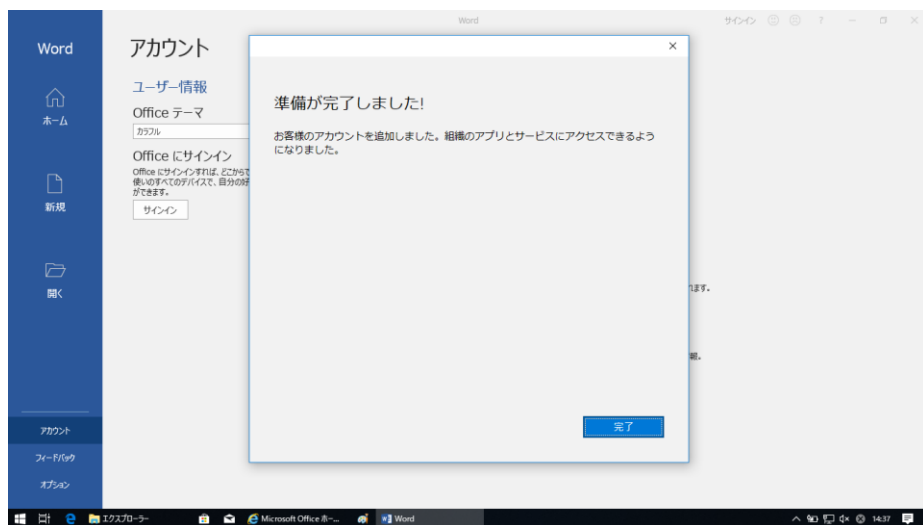 Word
サインイン
?
Word
アカウント
ホーム
新規
開く
アカウント
フィードバック
オプション
ユーザー情報
Office テーマ
カラフル
Office にサインイン
Office にサインインすれば、どこからで
使いのすべてのデバイスで、自分の好
ができます。
サインイン
準備が完了しました!
お客様のアカウントを追加しました。組織のアプリとサービスにアクセスできるよう
になりました。
完了
れます。
報。
エクスプローラー
Microsoft Office ホー...
Word
14:37